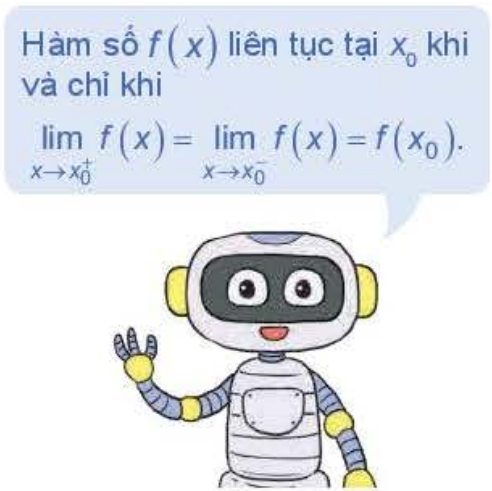 Hàm số f(x) liên tục tại x₀ khi
và chỉ khi
lim f(x) = lim f(x) = f(x₀).
x→x₀⁺ x→x₀⁻